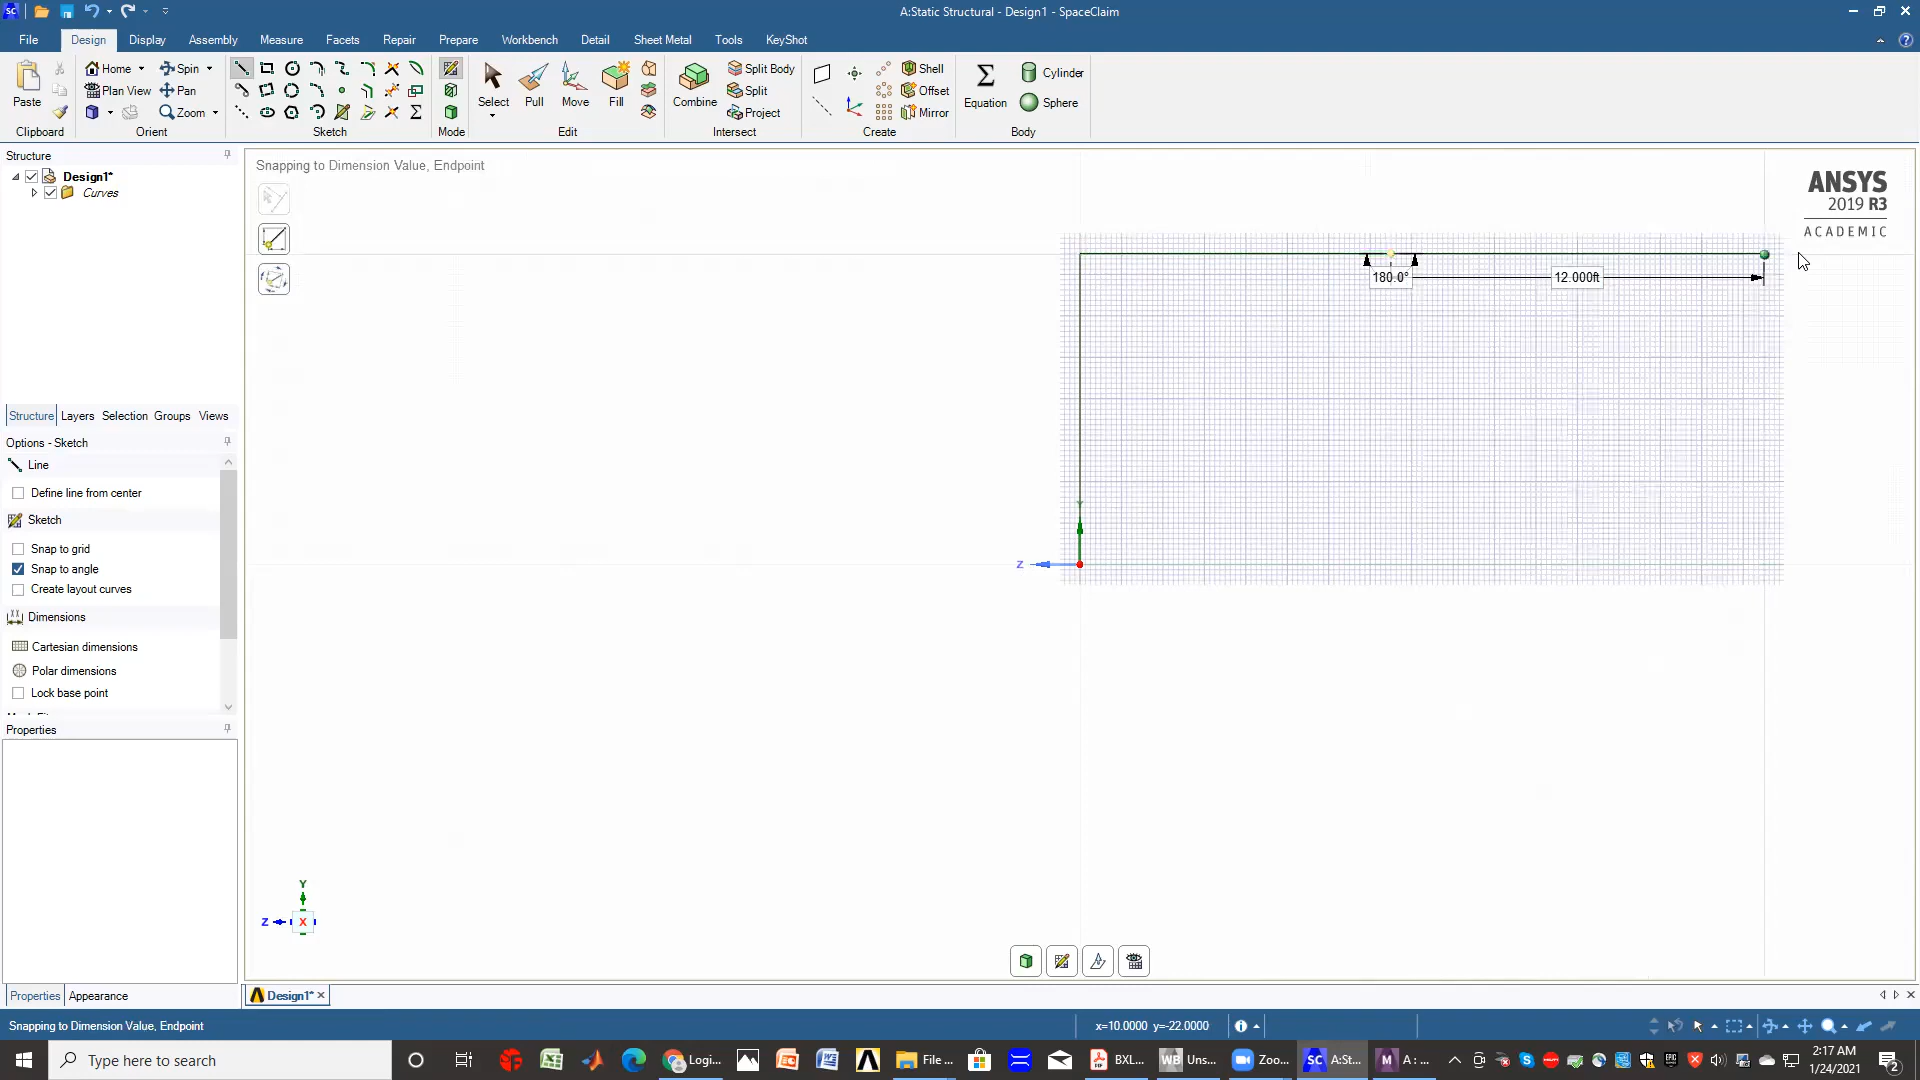 A:Static Structural - Design1 - SpaceClaim
File Design Display Assembly Measure Facets Repair Prepare Workbench Detail Sheet Metal Tools KeyShot
Paste
Home Spin
Plan View Pan
Zoom
Select Pull Move Fill
Combine
Split Body
Split
Project
Shell
Offset
Mirror
Equation
Cylinder
Sphere
Clipboard Orient Sketch Mode Edit Intersect Create Body
Structure
Design1*
Curves
Structure Layers Selection Groups Views
Options - Sketch
Line
Define line from center
Sketch
Snap to grid
Snap to angle
Create layout curves
Dimensions
Cartesian dimensions
Polar dimensions
Lock base point
Properties
Properties Appearance
Snapping to Dimension Value, Endpoint
ANSYS
2019 R3
ACADEMIC
180.0° 12.000ft
Y
Z
Y
Z X
Design1*
Snapping to Dimension Value, Endpoint
x=10.0000 y=-22.0000
Type here to search
Logi...
File ...
BXL...
WB Uns...
Zoo...
SC A:St...
M A : ...
2:17 AM
1/24/2021
2